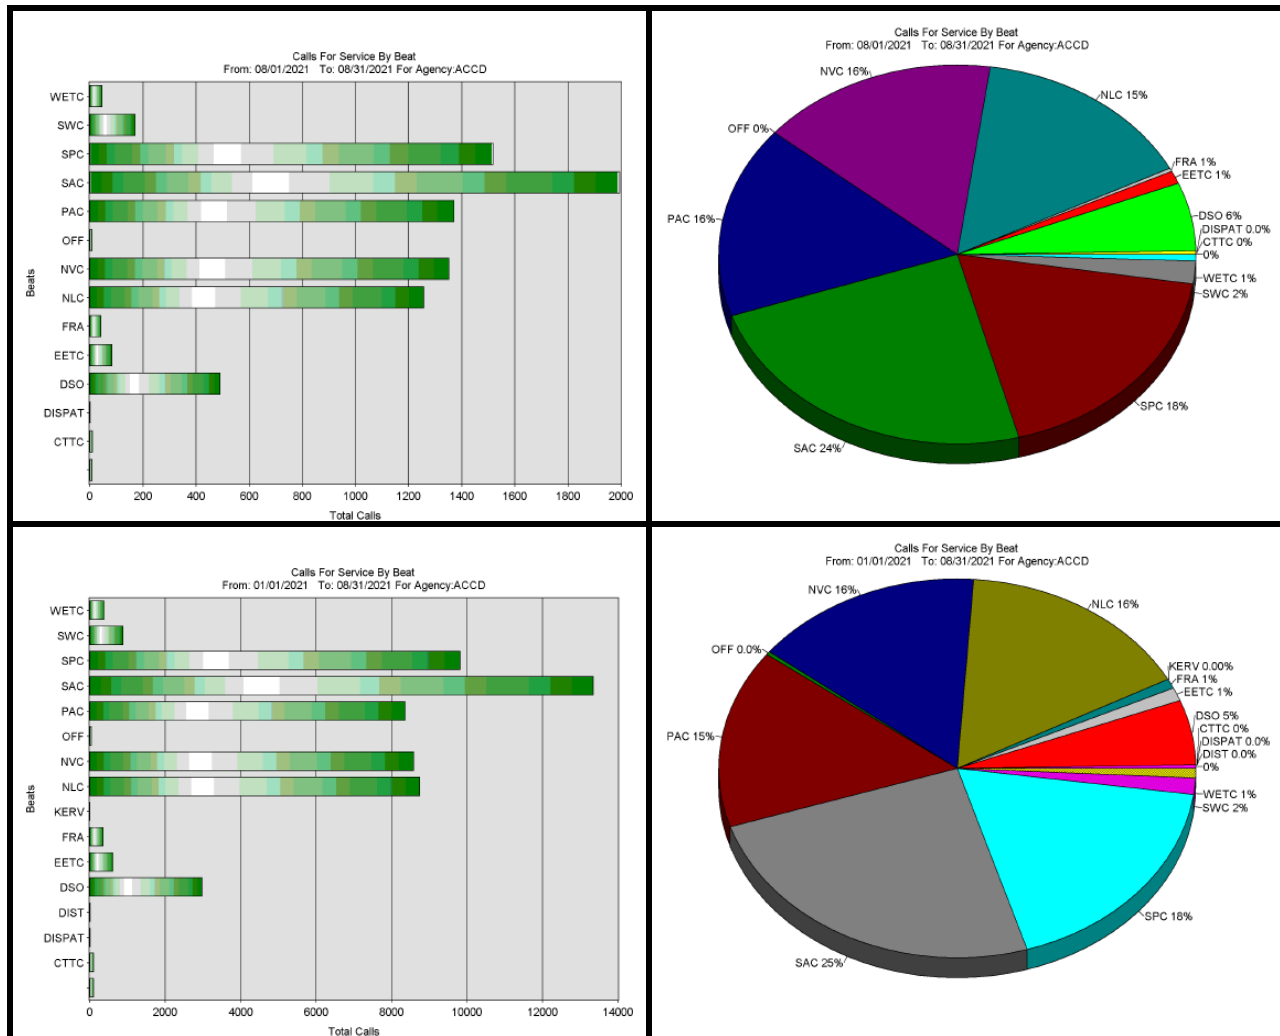 Calls For Service By Beat
From: 08/01/2021 To: 08/31/2021 For Agency:ACCD
WETC
SWC
SPC
SAC
PAC
OFF
NVC
NLC
FRA
EETC
DSO
DISPAT
CTTC
Beats
0 200 400 600 800 1000 1200 1400 1600 1800 2000
Total Calls
Calls For Service By Beat
From: 08/01/2021 To: 08/31/2021 For Agency:ACCD
NVC 16%
NLC 15%
OFF 0%
FRA 1%
EETC 1%
PAC 16%
DSO 6%
DISPAT 0.0%
CTTC 0%
0%
WETC 1%
SWC 2%
SPC 18%
SAC 24%
Calls For Service By Beat
From: 01/01/2021 To: 08/31/2021 For Agency:ACCD
WETC
SWC
SPC
SAC
PAC
OFF
NVC
NLC
KERV
FRA
EETC
DSO
DIST
DISPAT
CTTC
Beats
0 2000 4000 6000 8000 10000 12000 14000
Total Calls
Calls For Service By Beat
From: 01/01/2021 To: 08/31/2021 For Agency:ACCD
NVC 16%
NLC 16%
OFF 0.0%
KERV 0.00%
FRA 1%
EETC 1%
PAC 15%
DSO 5%
CTTC 0%
DISPAT 0.0%
DIST 0.0%
0%
WETC 1%
SWC 2%
SPC 18%
SAC 25%